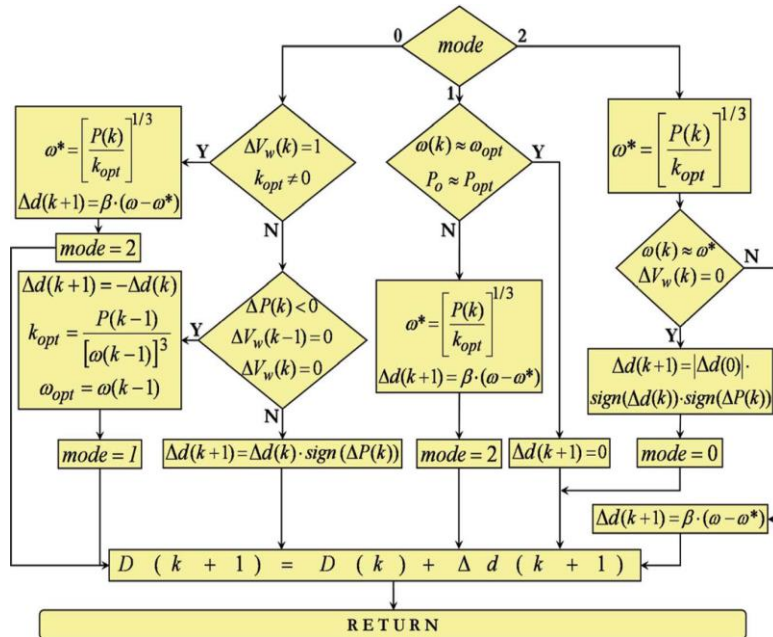 mode
0
1
2
ω* = [P(k) / k_opt]^1/3
Δd(k+1) = β·(ω−ω*)
mode = 2
Y
ΔV_w(k) = 1
k_opt ≠ 0
N
Δd(k+1) = −Δd(k)
k_opt = P(k−1) / [ω(k−1)]^3
ω_opt = ω(k−1)
mode = 1
Y
ΔP(k) < 0
ΔV_w(k−1) = 0
ΔV_w(k) = 0
N
Δd(k+1) = Δd(k)·sign(ΔP(k))
ω(k) ≈ ω_opt
P_o ≈ P_opt
Y
N
ω* = [P(k) / k_opt]^1/3
Δd(k+1) = β·(ω−ω*)
mode = 2
Δd(k+1) = 0
ω* = [P(k) / k_opt]^1/3
ω(k) ≈ ω*
ΔV_w(k) = 0
N
Y
Δd(k+1) = |Δd(0)|·
sign(Δd(k))·sign(ΔP(k))
mode = 0
Δd(k+1) = β·(ω−ω*)
D (k + 1) = D (k) + Δ d (k + 1)
RETURN